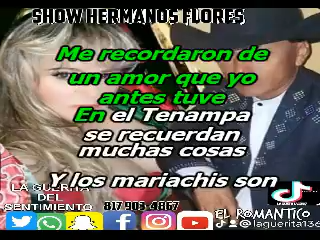 SHOW HERMANOS FLORES
Me recordaron de
un amor que yo
antes tuve
En el Tenampa
se recuerdan
muchas cosas
Y los mariachis son
LA GUERITA
DEL
SENTIMIENTO
817 905-4867
EL ROMANTICO
@laguerita136